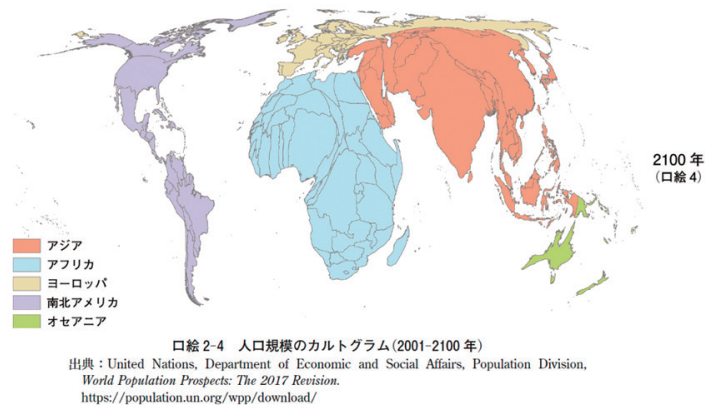 2100 年
(口絵 4)
アジア
アフリカ
ヨーロッパ
南北アメリカ
オセアニア
口絵 2-4　人口規模のカルトグラム(2001-2100 年)
出典：United Nations, Department of Economic and Social Affairs, Population Division,
World Population Prospects: The 2017 Revision.
https://population.un.org/wpp/download/